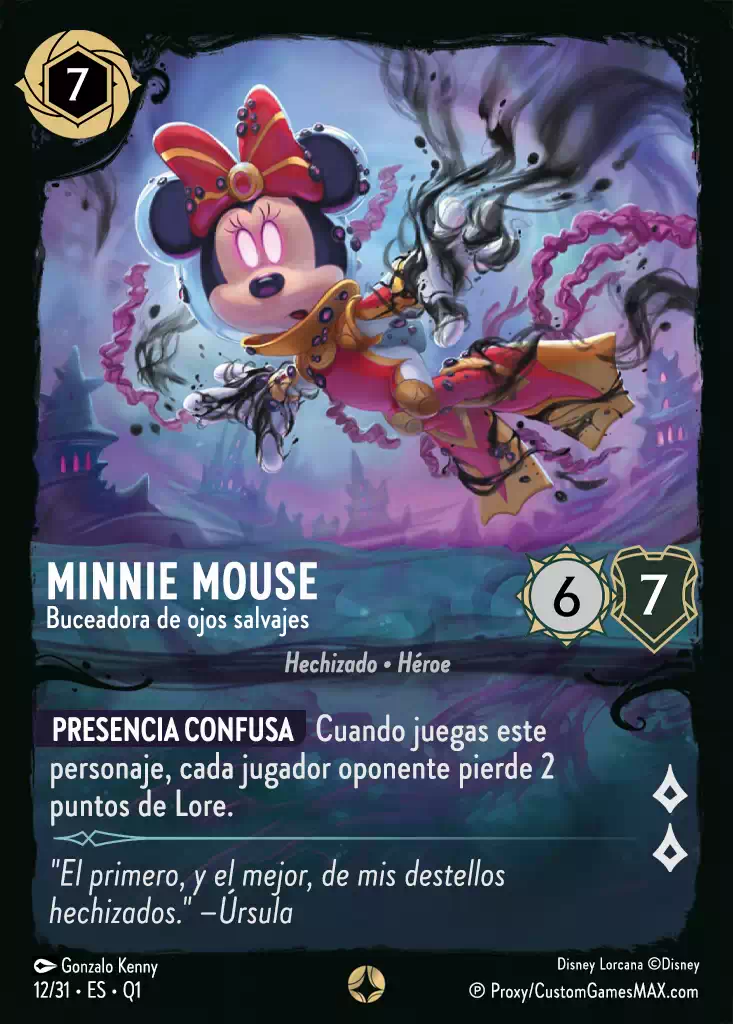 7
MINNIE MOUSE
Buceadora de ojos salvajes
6
7
Hechizado • Héroe
PRESENCIA CONFUSA Cuando juegas este
personaje, cada jugador oponente pierde 2
puntos de Lore.
"El primero, y el mejor, de mis destellos
hechizados." –Úrsula
Gonzalo Kenny
Disney Lorcana ©Disney
12/31 • ES • Q1
Ⓟ Proxy/CustomGamesMAX.com